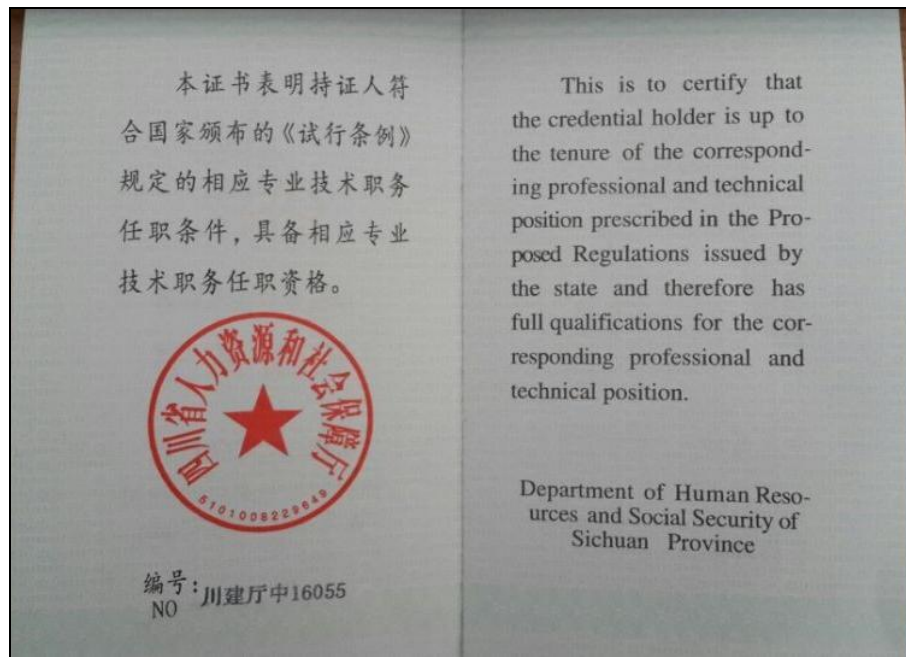 本证书表明持证人符
合国家颁布的《试行条例》
规定的相应专业技术职务
任职条件，具备相应专业
技术职务任职资格。
四川省人力资源和社会保障厅
5101008229649
编号：川建厅中16055
NO
This is to certify that
the credential holder is up to
the tenure of the correspond-
ing professional and technical
position prescribed in the Pro-
posed Regulations issued by
the state and therefore has
full qualifications for the cor-
responding professional and
technical position.
Department of Human Reso-
urces and Social Security of
Sichuan Province